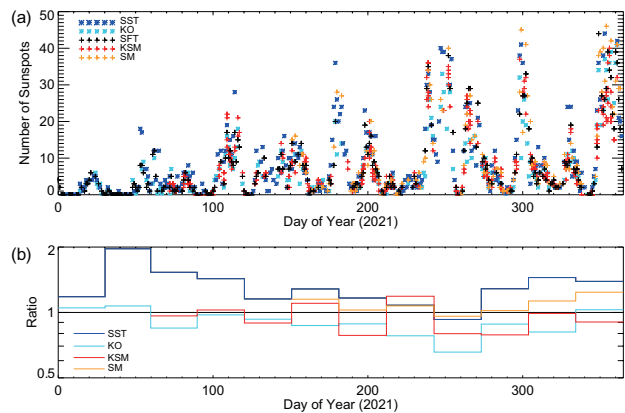 (a)
50
40
30
20
10
0
Number of Sunspots
SST
KO
SFT
KSM
SM
0 100 200 300
Day of Year (2021)
(b)
2
1
0.5
Ratio
SST
KO
KSM
SM
0 100 200 300
Day of Year (2021)